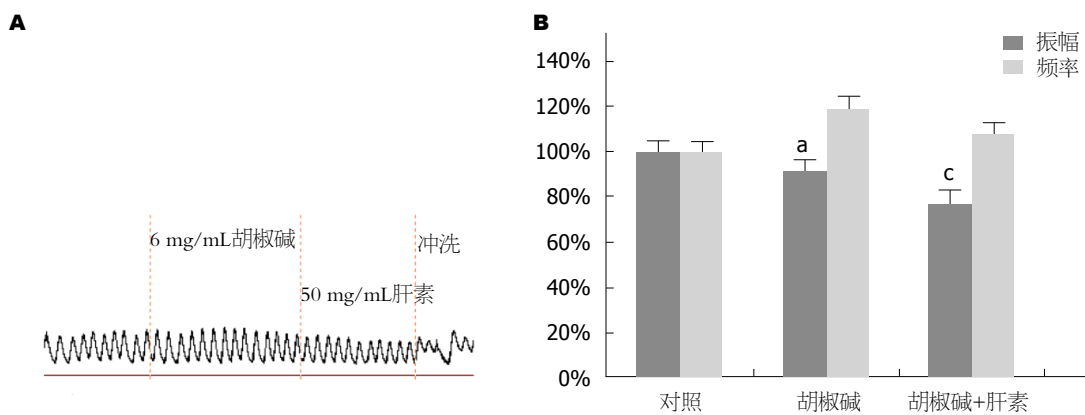 A
6 mg/mL胡椒碱
冲洗
50 mg/mL肝素
B
振幅
频率
140%
120%
100%
80%
60%
40%
20%
0%
a
c
对照
胡椒碱
胡椒碱+肝素